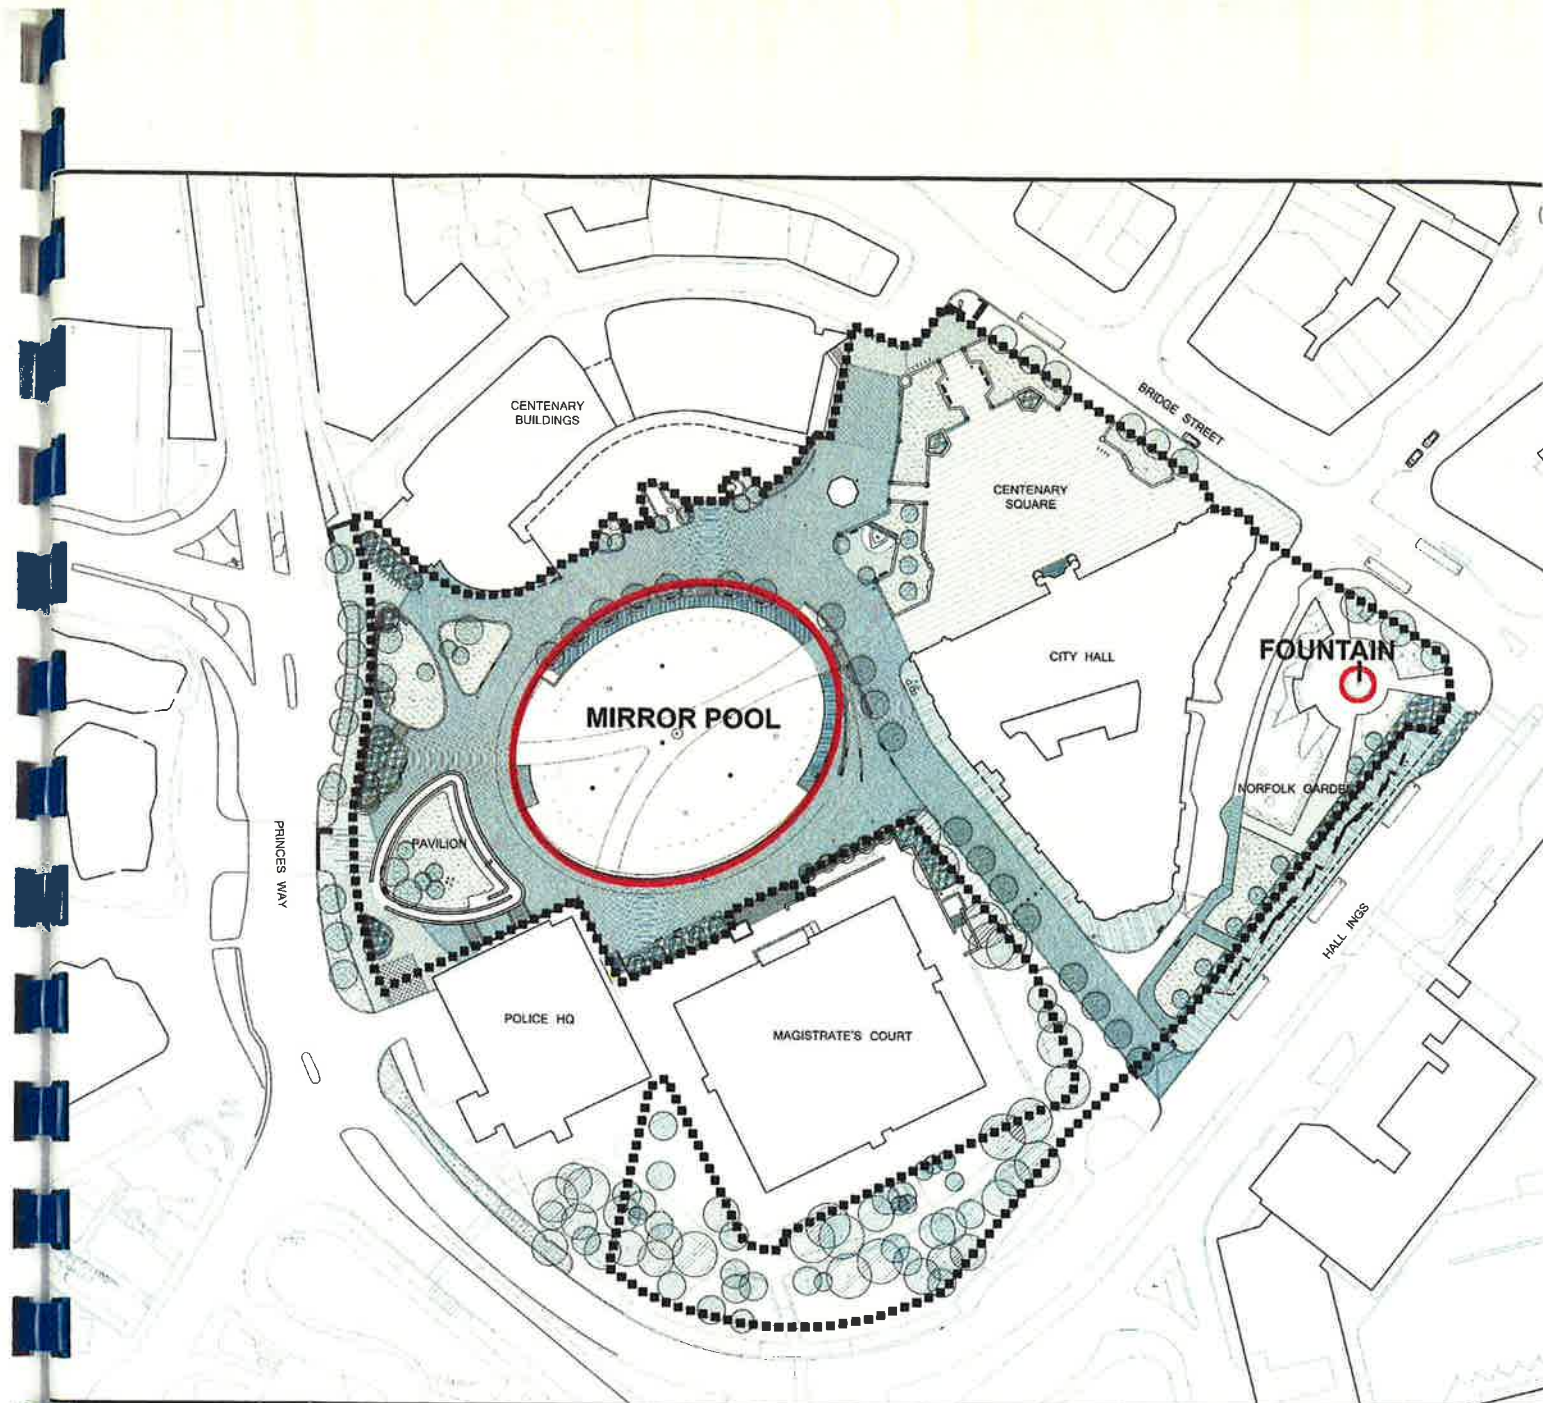 CENTENARY
BUILDINGS
BRIDGE STREET
CENTENARY
SQUARE
CITY HALL
FOUNTAIN
MIRROR POOL
NORFOLK GARDE
PRINCES WAY
PAVILION
HALL INGS
POLICE HQ
MAGISTRATE'S COURT